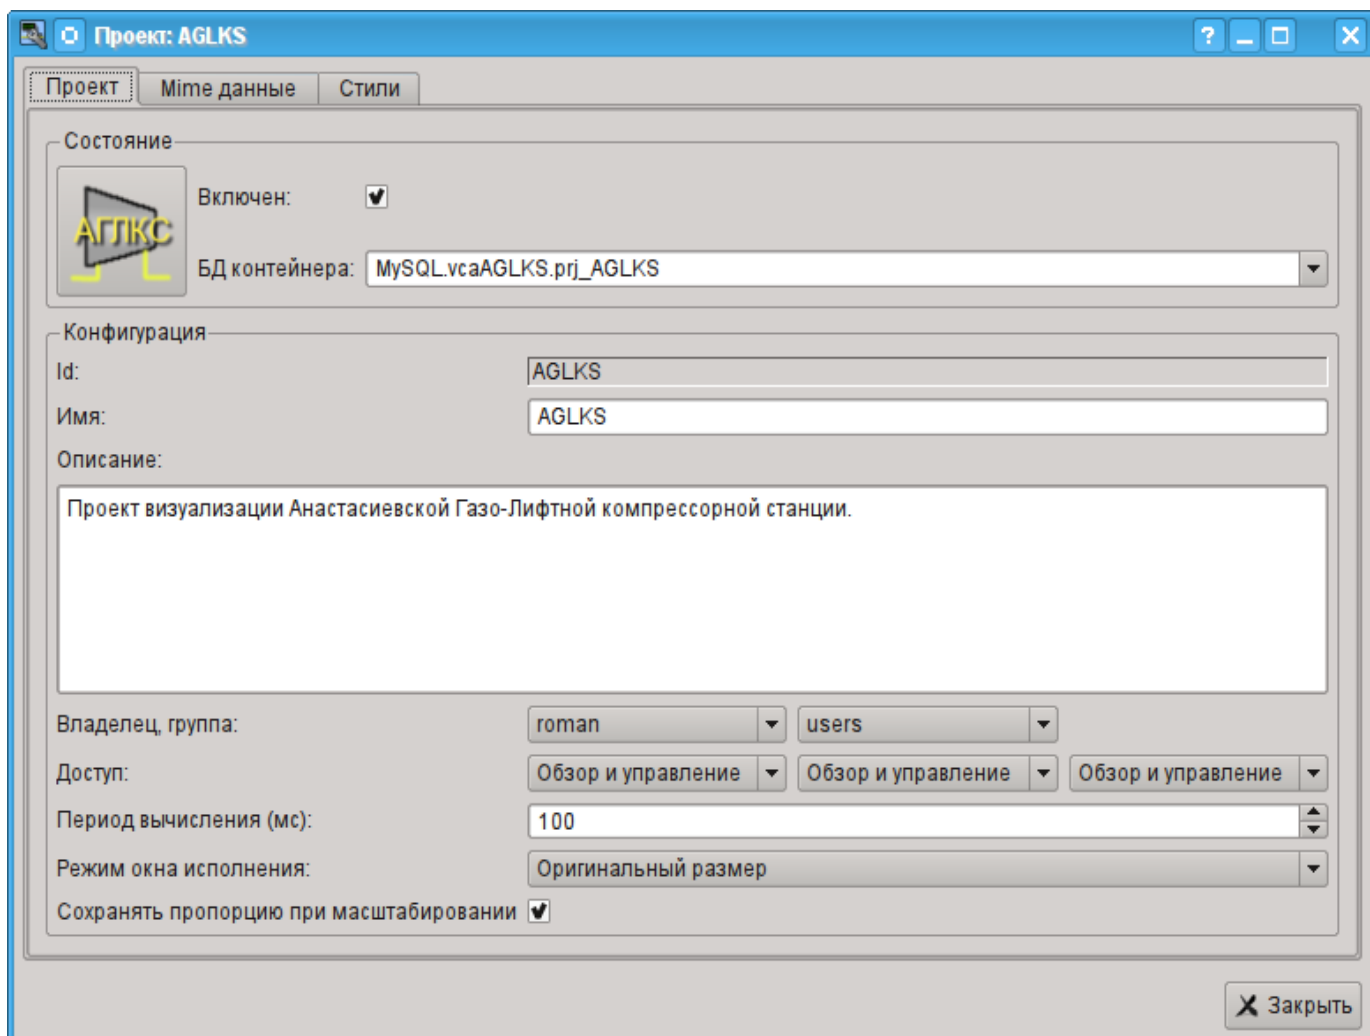 Проект: AGLKS
Проект Mime данные Стили
Состояние
АГЛКС
Включен:
БД контейнера: MySQL.vcaAGLKS.prj_AGLKS
Конфигурация
Id: AGLKS
Имя: AGLKS
Описание:
Проект визуализации Анастасиевской Газо-Лифтной компрессорной станции.
Владелец, группа: roman users
Доступ: Обзор и управление Обзор и управление Обзор и управление
Период вычисления (мс): 100
Режим окна исполнения: Оригинальный размер
Сохранять пропорцию при масштабировании
Закрыть